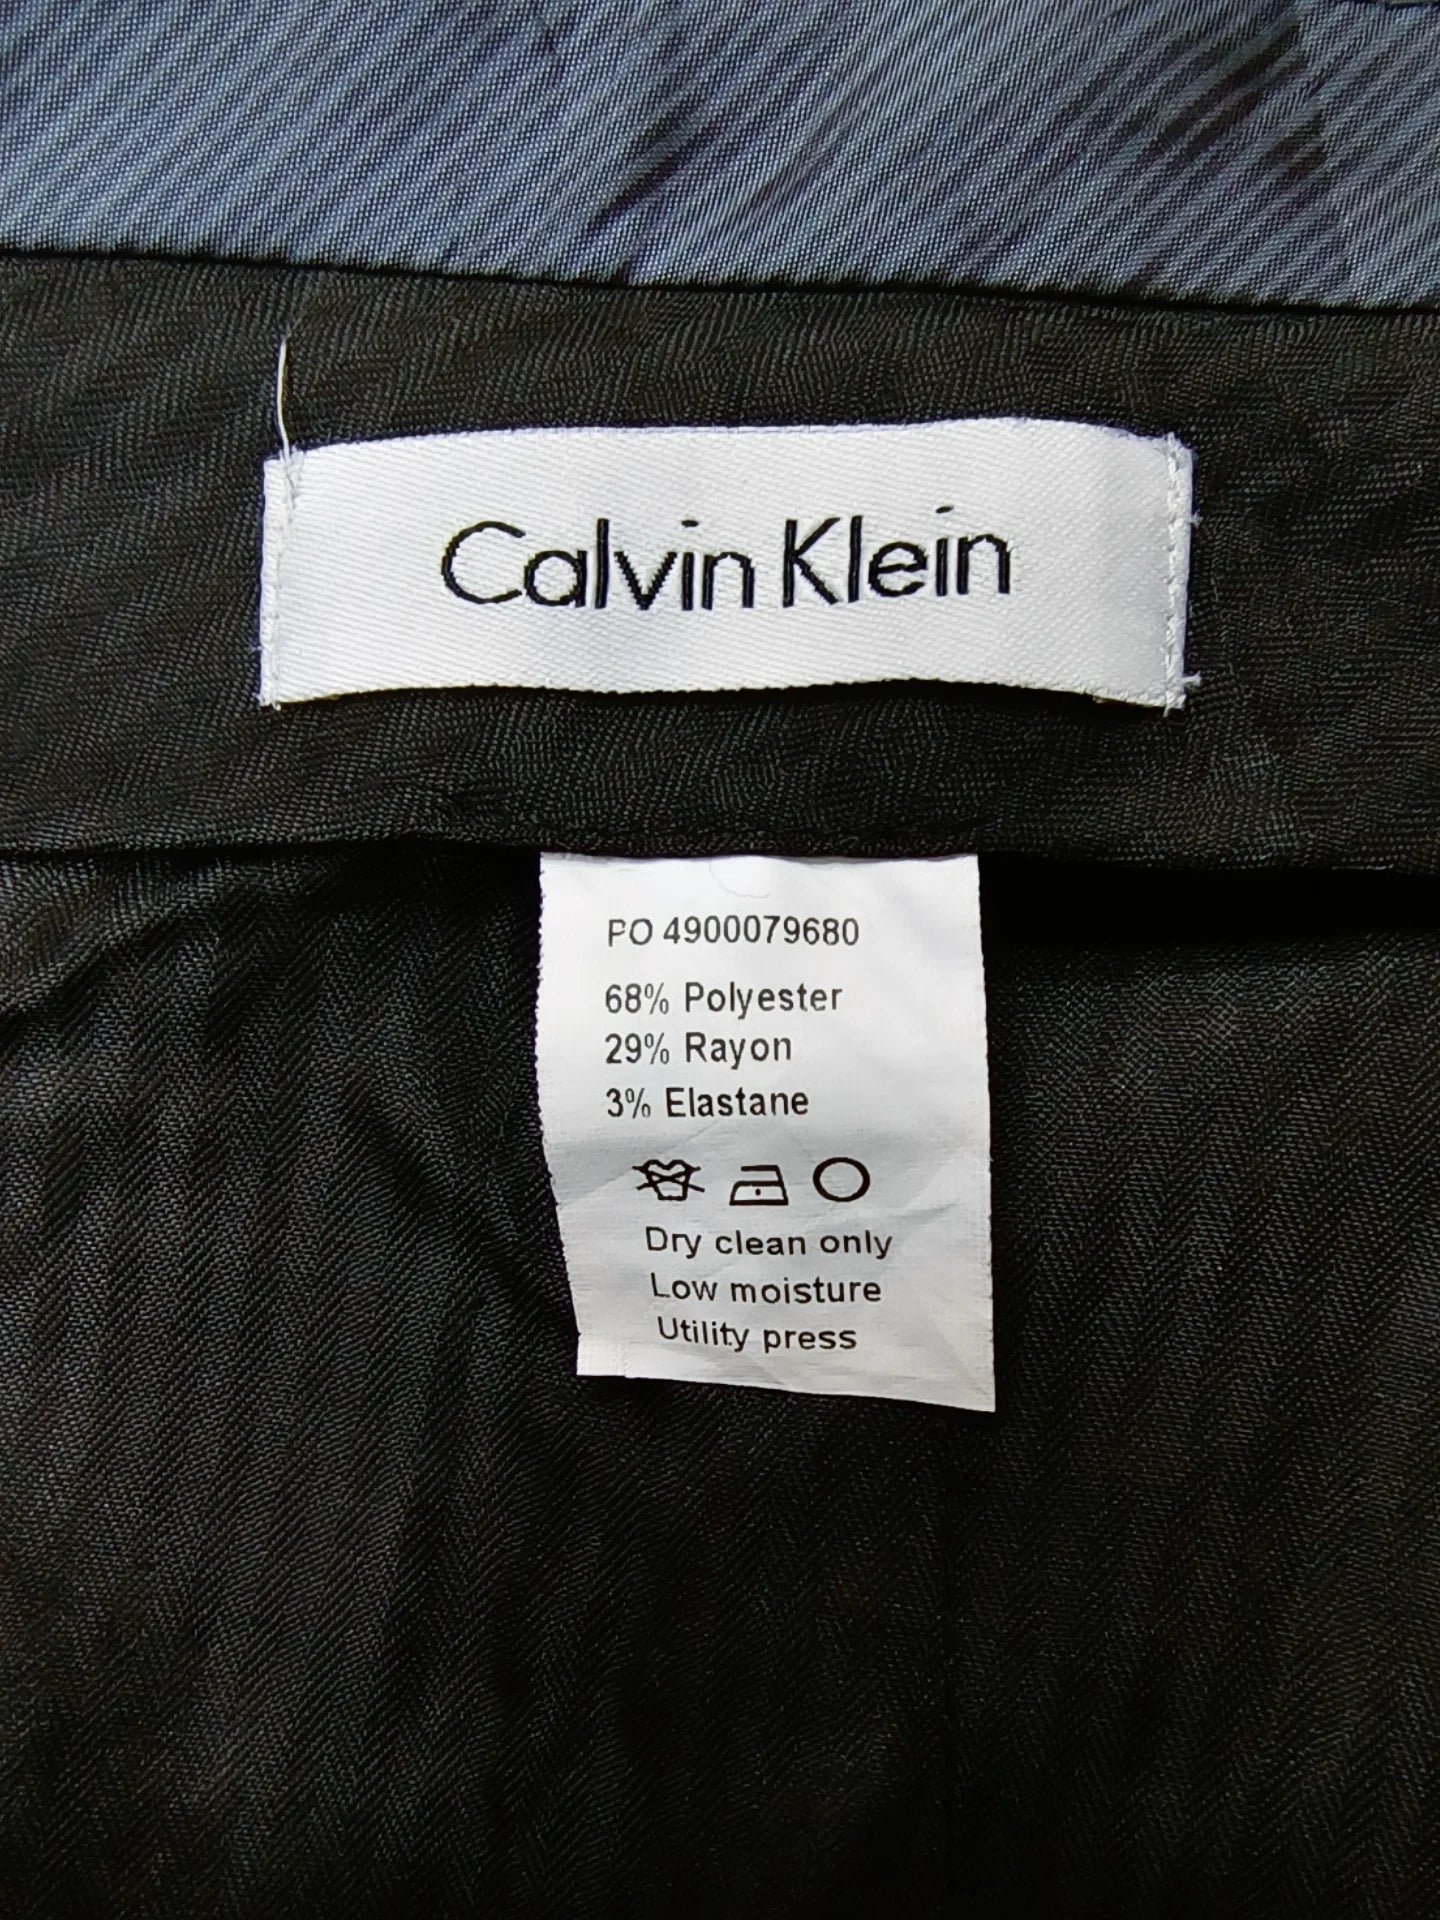 Calvin Klein
PO 4900079680
68% Polyester
29% Rayon
3% Elastane
Dry clean only
Low moisture
Utility press